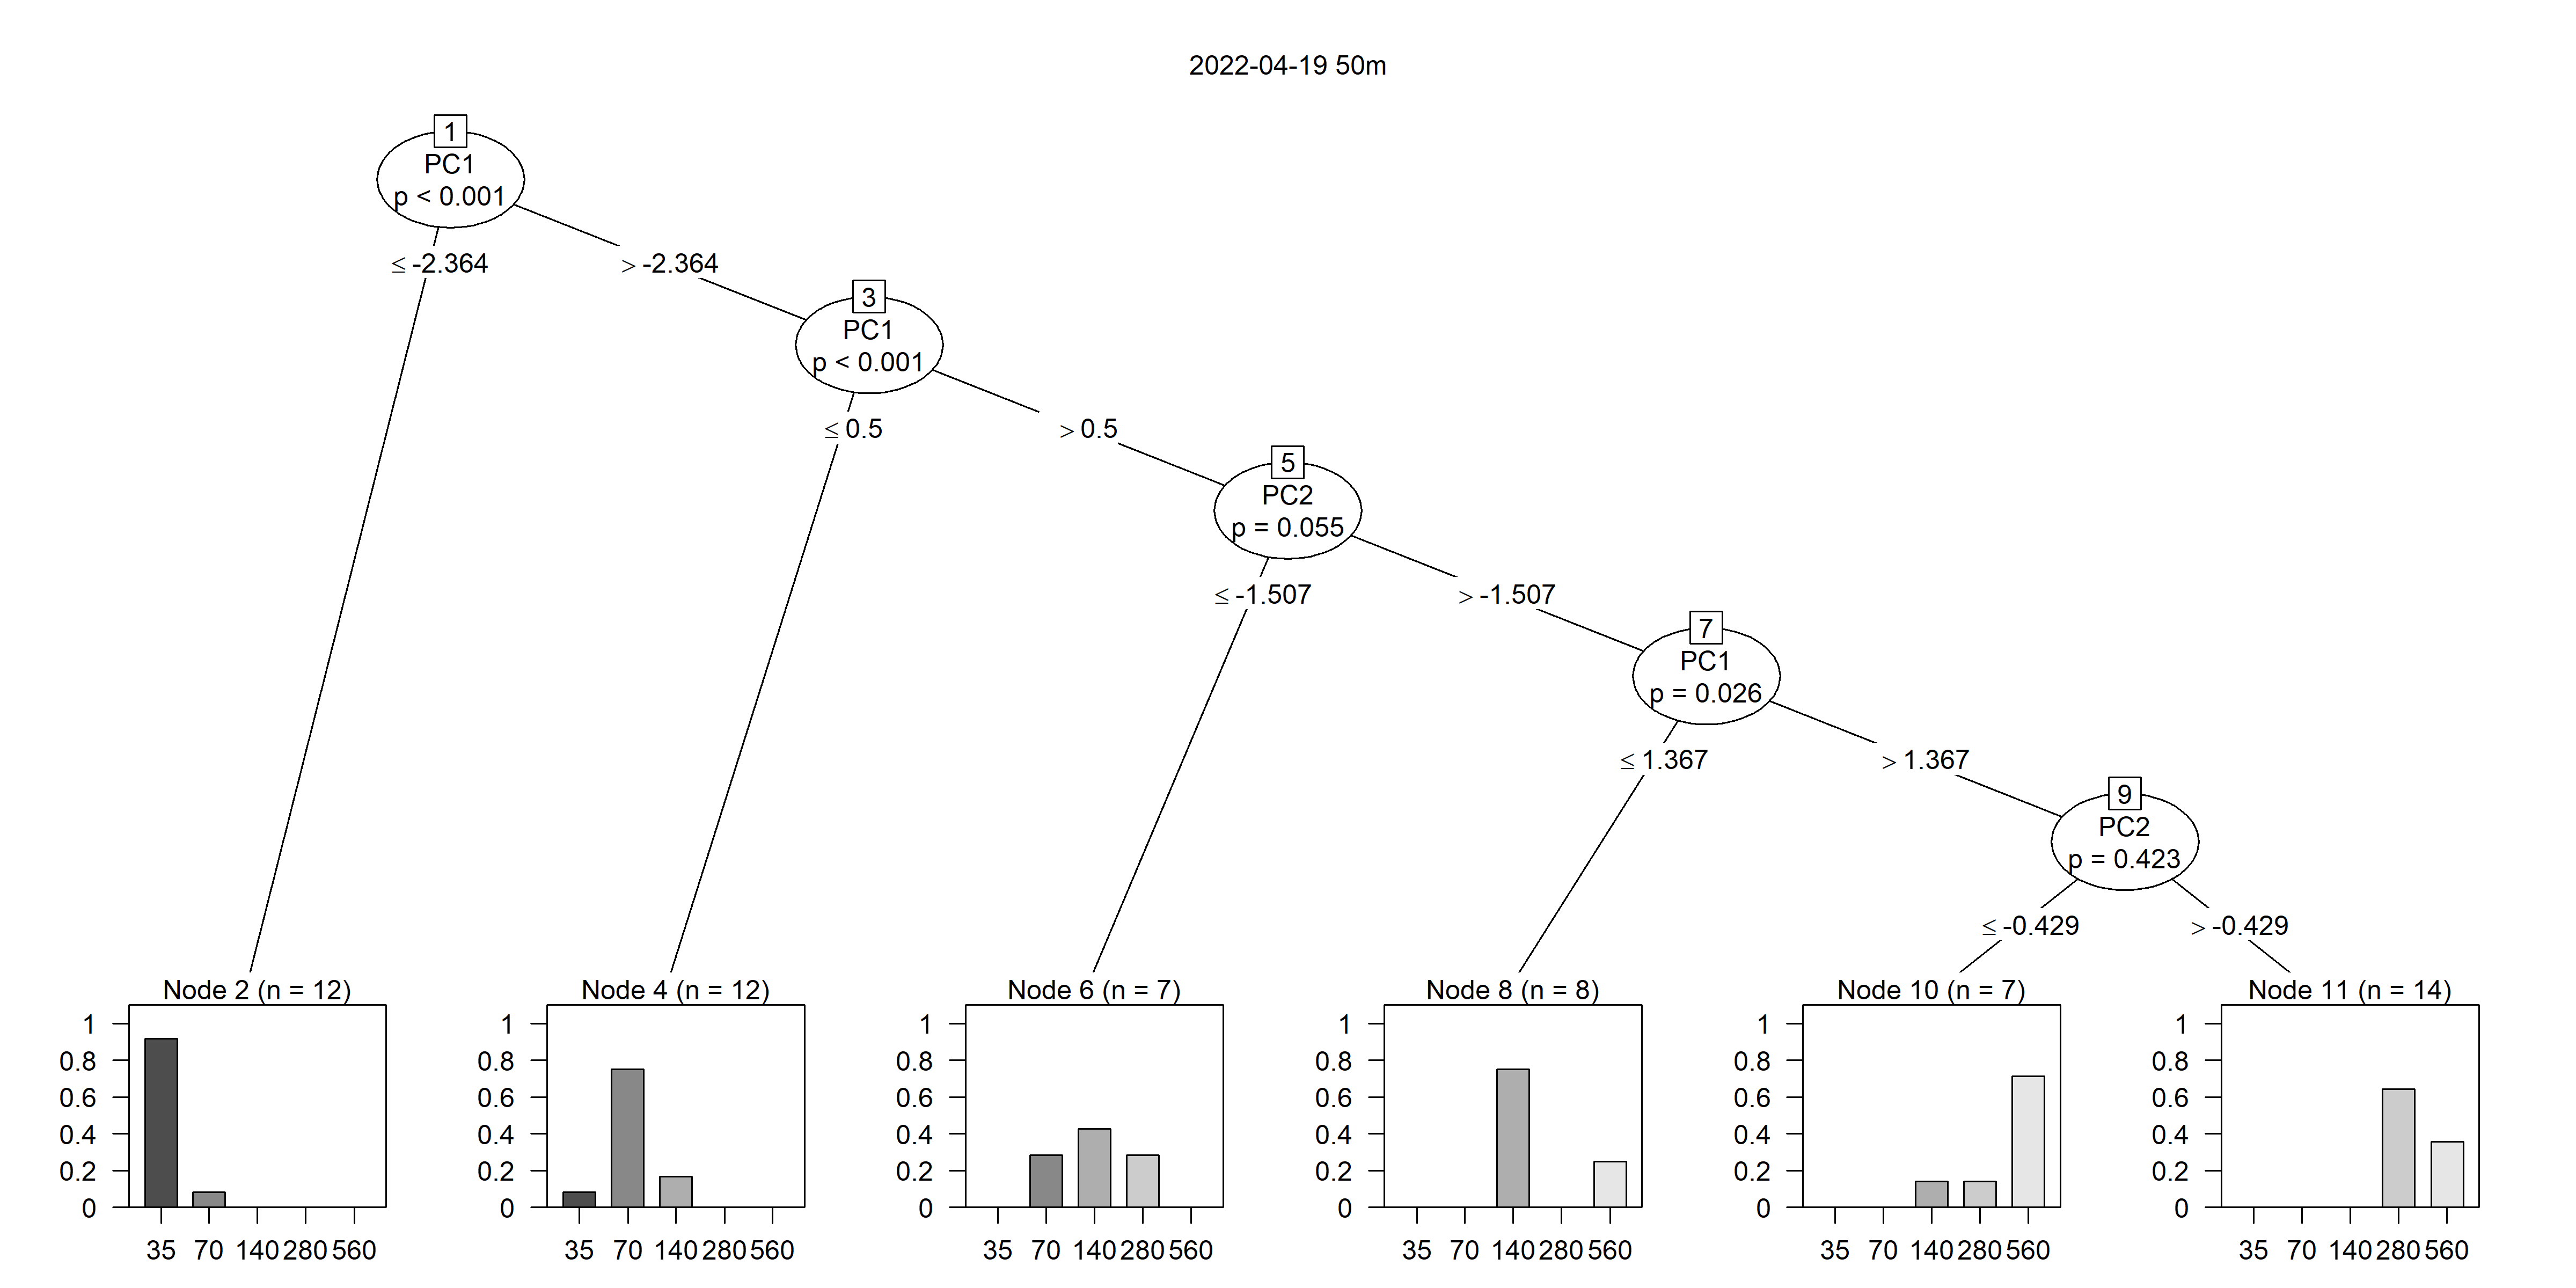 2022-04-19 50m
1
PC1
p < 0.001
≤ -2.364
> -2.364
3
PC1
p < 0.001
≤ 0.5
> 0.5
5
PC2
p = 0.055
≤ -1.507
> -1.507
7
PC1
p = 0.026
≤ 1.367
> 1.367
9
PC2
p = 0.423
≤ -0.429
> -0.429
Node 2 (n = 12)
1
0.8
0.6
0.4
0.2
0
35 70 140 280 560
Node 4 (n = 12)
1
0.8
0.6
0.4
0.2
0
35 70 140 280 560
Node 6 (n = 7)
1
0.8
0.6
0.4
0.2
0
35 70 140 280 560
Node 8 (n = 8)
1
0.8
0.6
0.4
0.2
0
35 70 140 280 560
Node 10 (n = 7)
1
0.8
0.6
0.4
0.2
0
35 70 140 280 560
Node 11 (n = 14)
1
0.8
0.6
0.4
0.2
0
35 70 140 280 560